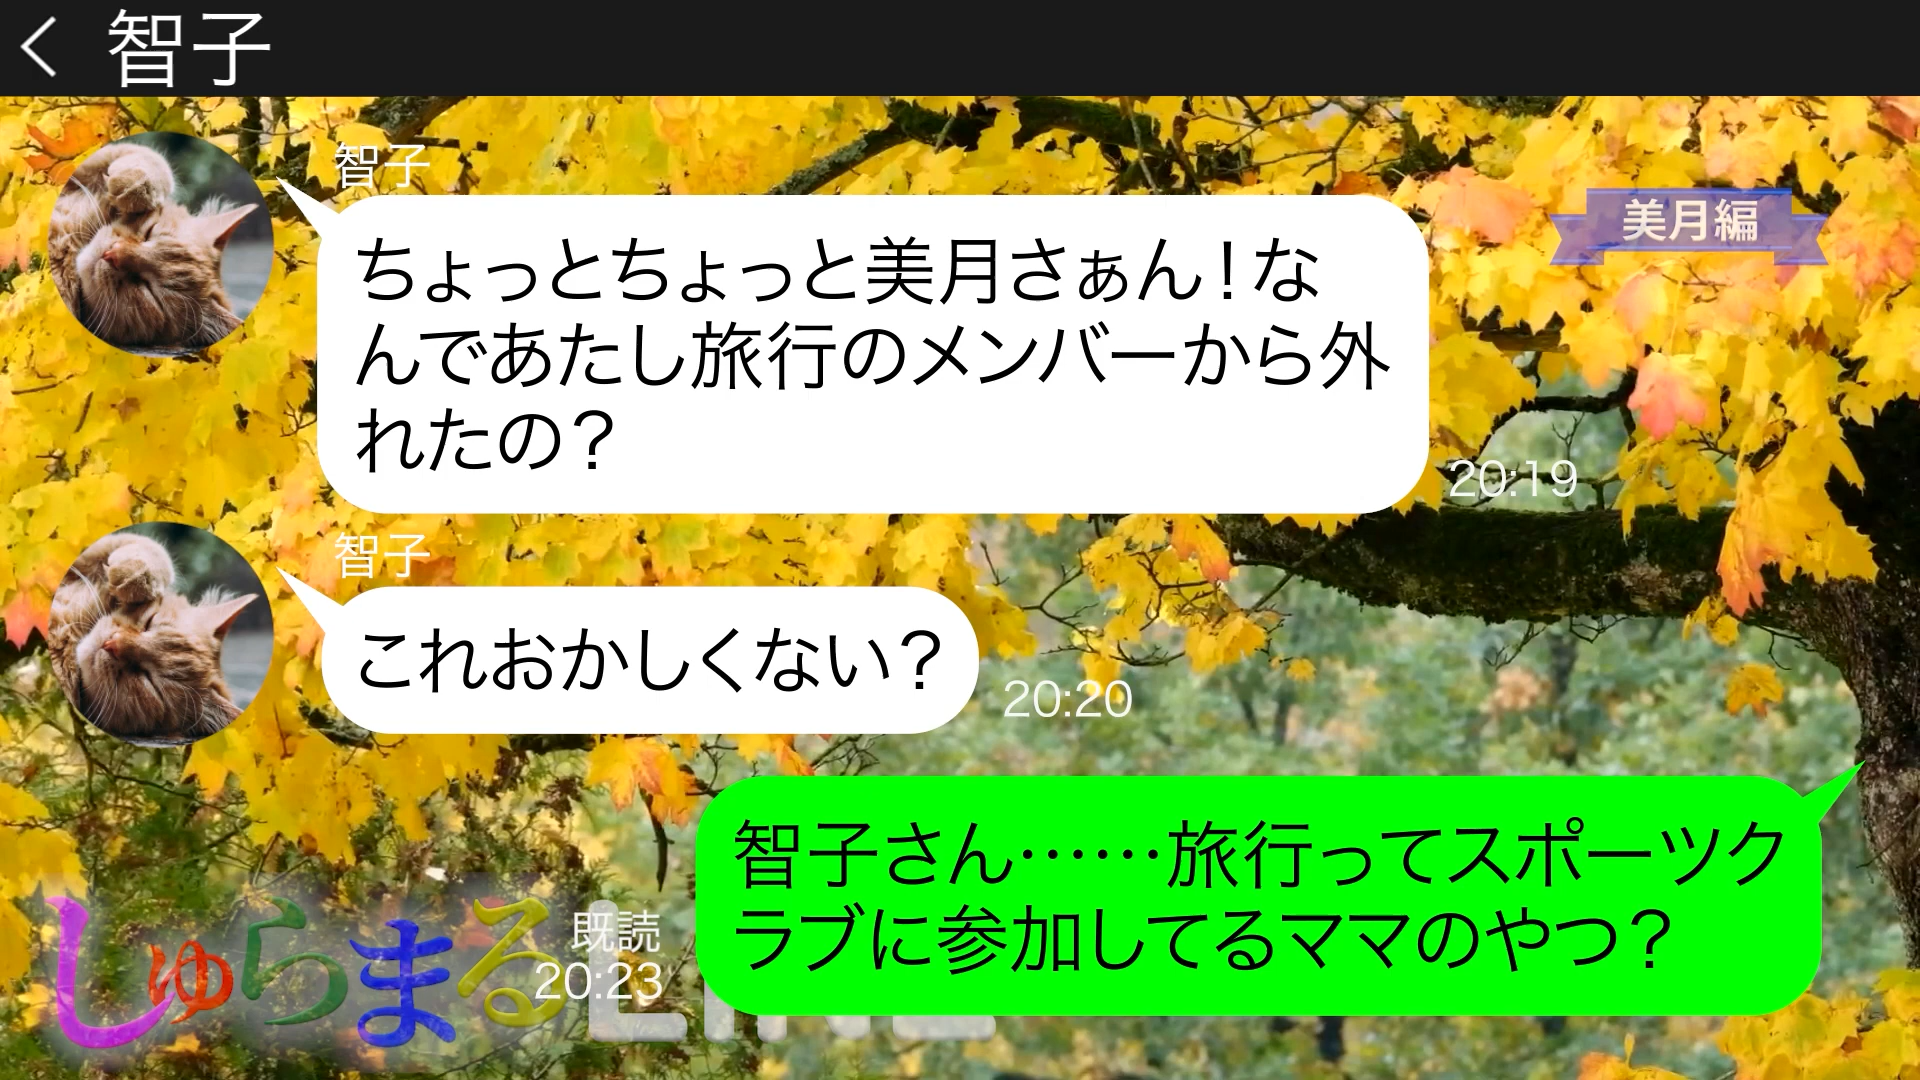 智子
智子
美月編
ちょっとちょっと美月さぁん！な
んであたし旅行のメンバーから外
れたの？
20:19
智子
これおかしくない？
20:20
智子さん……旅行ってスポーツク
ラブに参加してるママのやつ？
既読
20:23
しゅらまるLINE